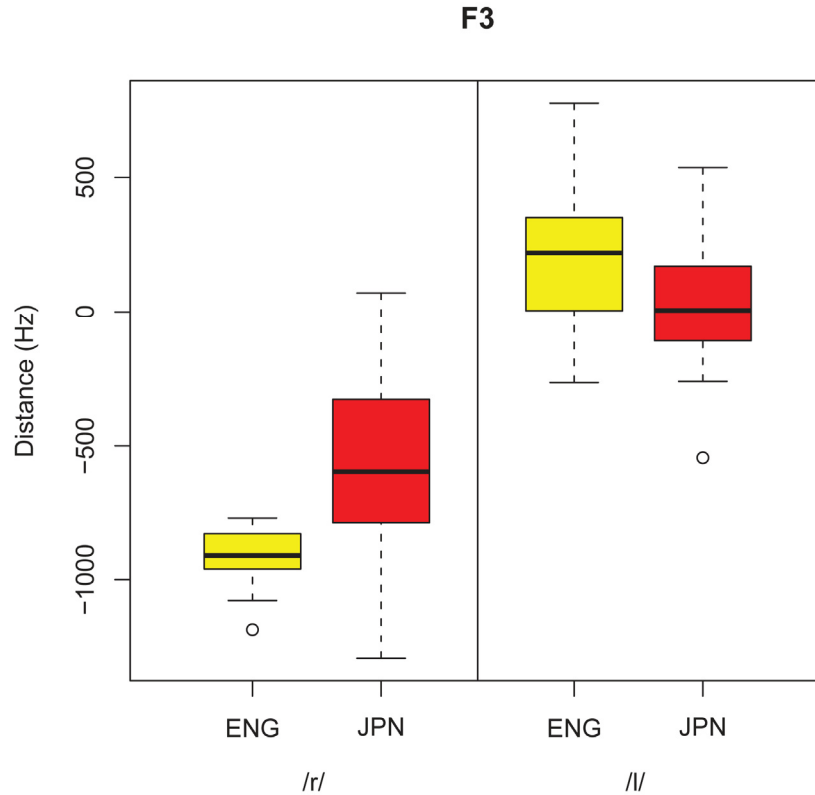 F3
Distance (Hz)
500
0
−500
−1000
ENG JPN ENG JPN
/r/ /l/